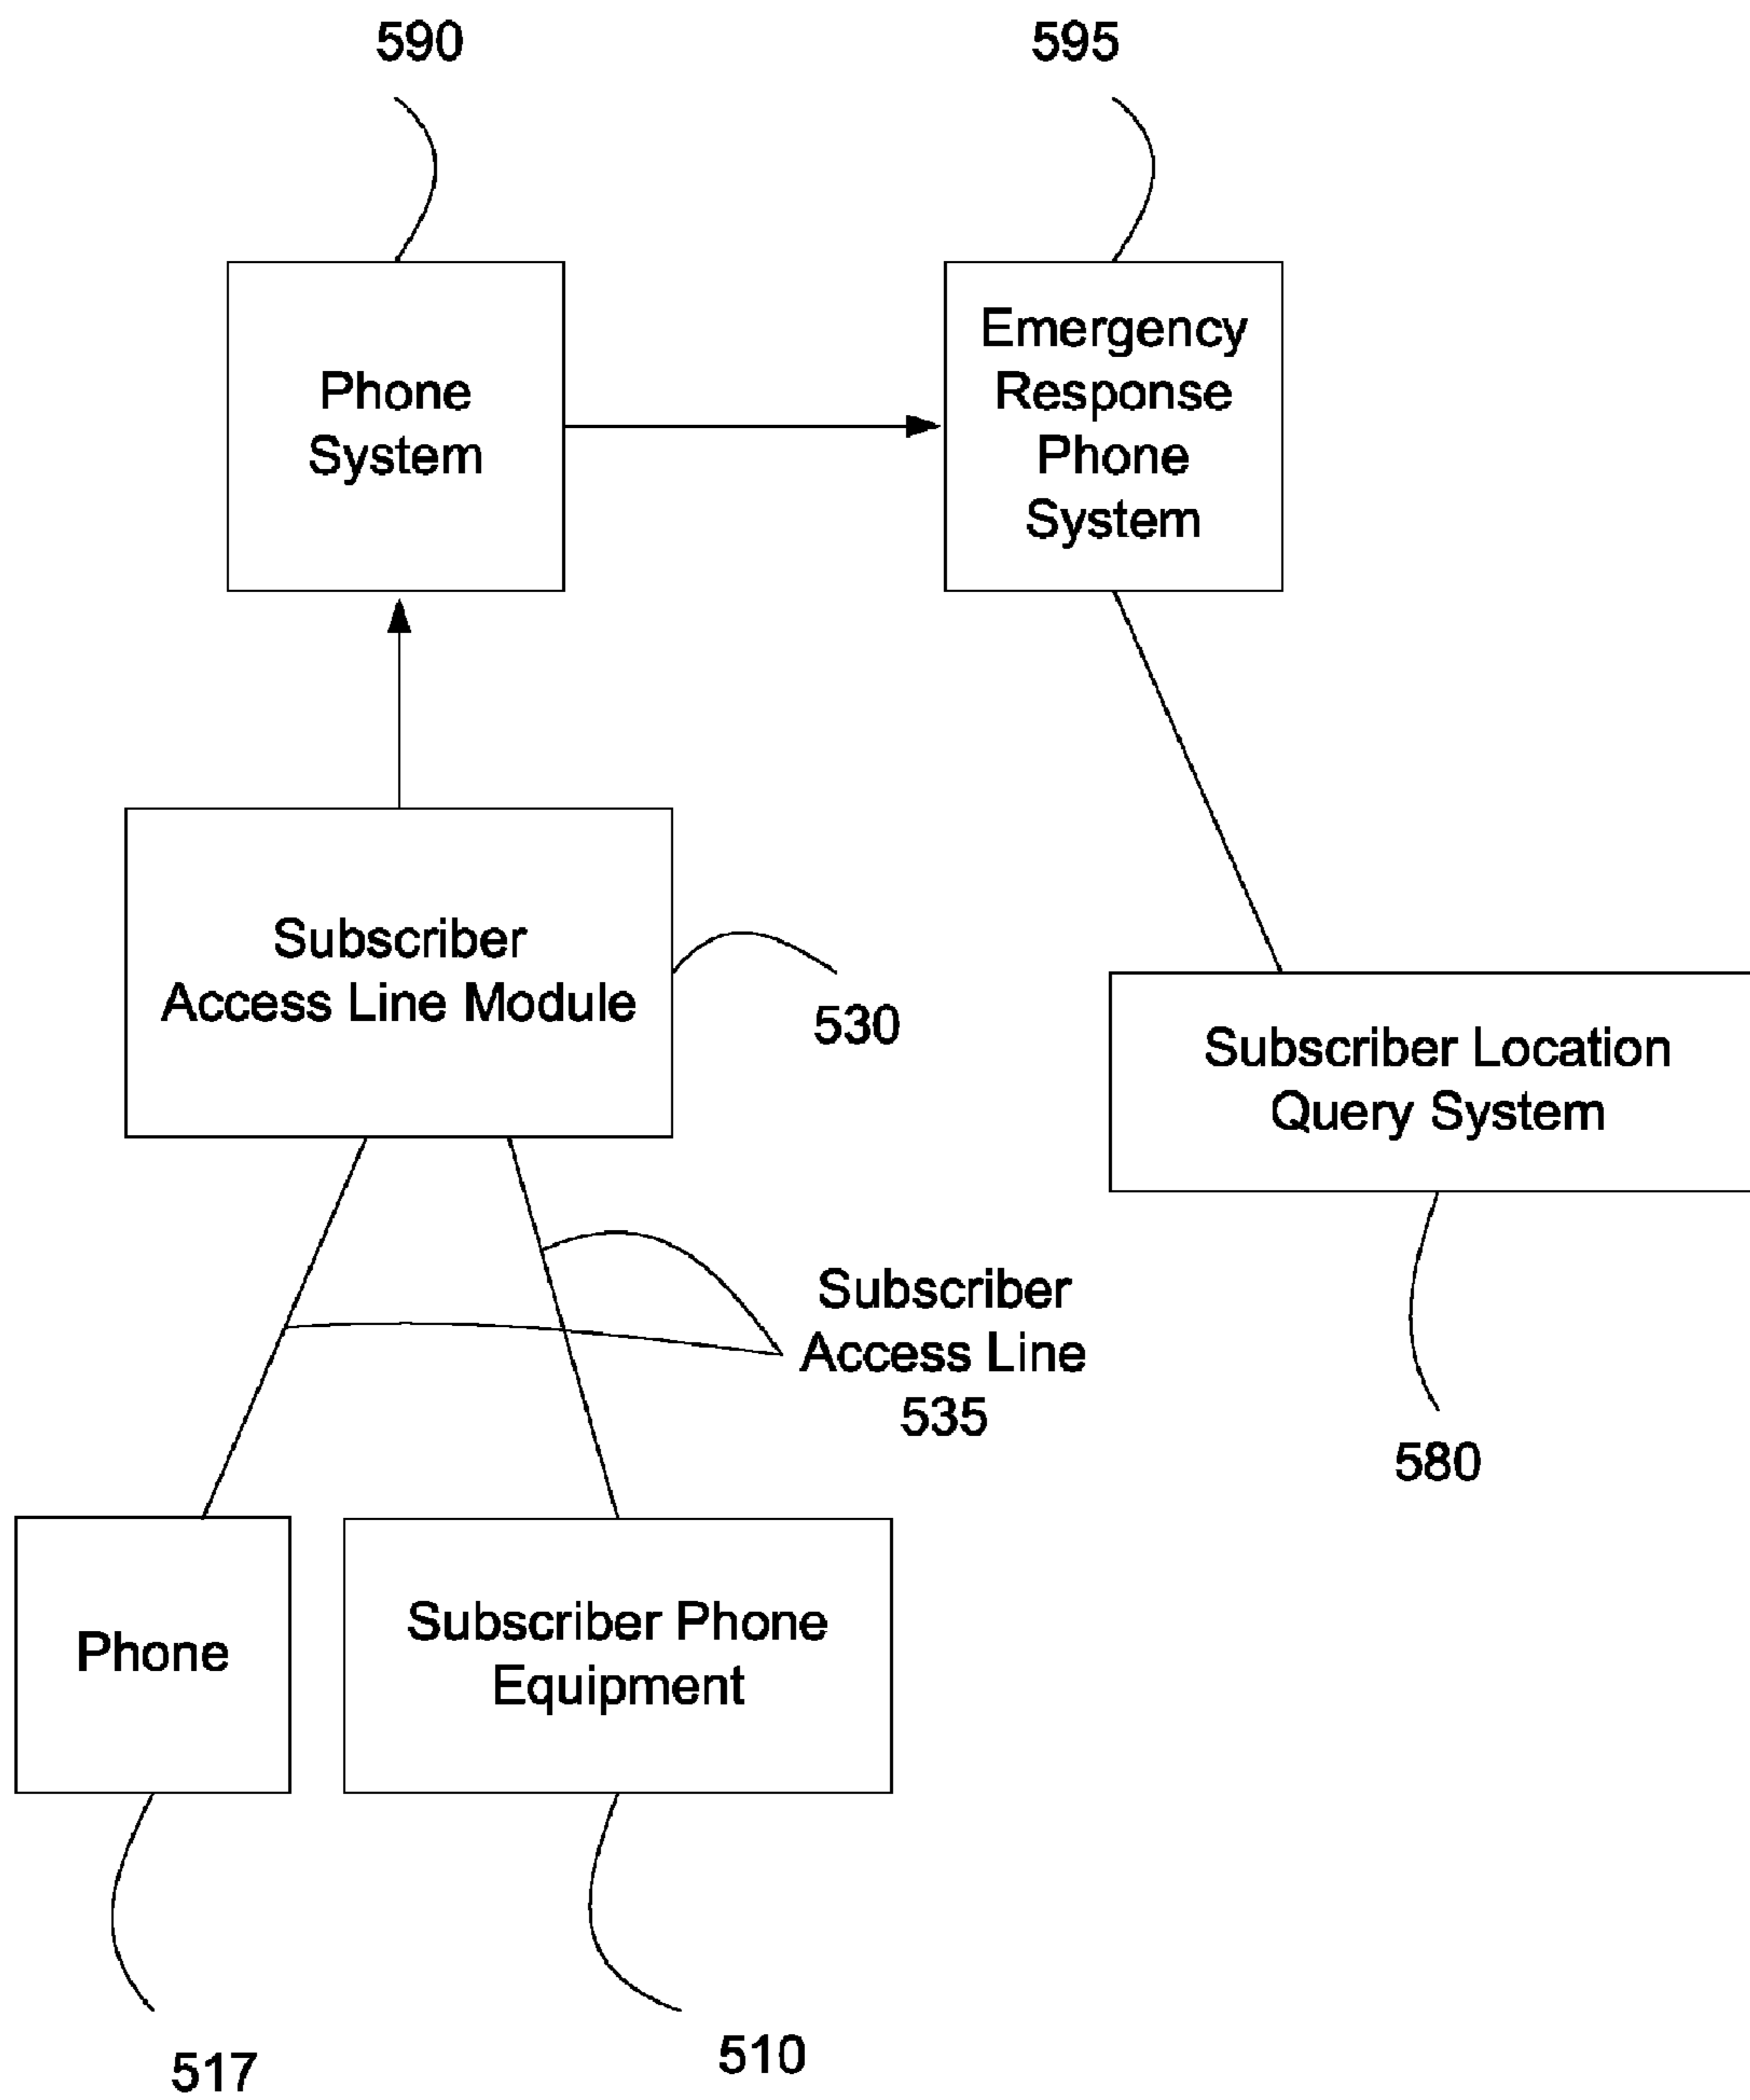 590
595
Phone
System
Emergency
Response
Phone
System
Subscriber
Access Line Module
530
Subscriber Location
Query System
Subscriber
Access Line
535
580
Phone
Subscriber Phone
Equipment
517
510